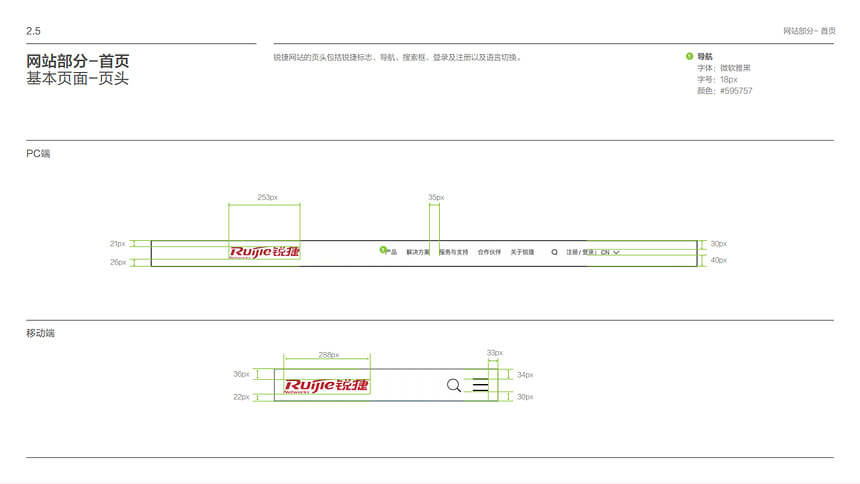 2.5
网站部分- 首页
网站部分-首页
基本页面-页头
锐捷网站的页头包括锐捷标志、导航、搜索框、登录及注册以及语言切换。
1 导航
字体：微软雅黑
字号：18px
颜色：#595757
PC端
253px
35px
21px
30px
Ruijie锐捷
Networks
1
产品 解决方案 服务与支持 合作伙伴 关于锐捷 注册/登录 CN
26px
40px
移动端
288px
33px
36px
34px
Ruijie锐捷
Networks
22px
30px